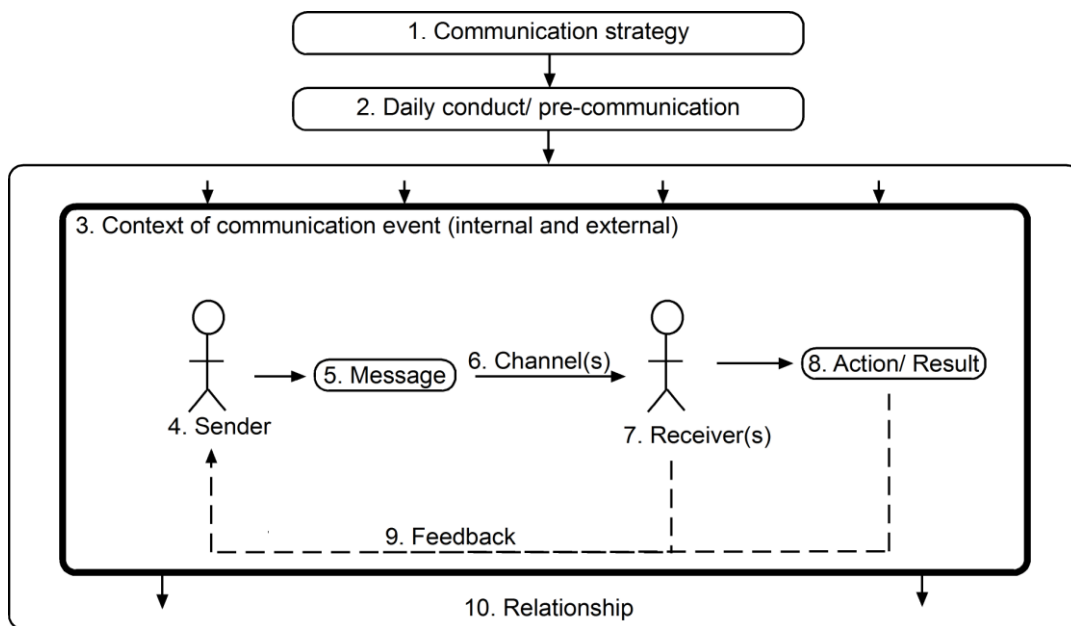 1. Communication strategy
2. Daily conduct/ pre-communication
3. Context of communication event (internal and external)
4. Sender
5. Message
6. Channel(s)
7. Receiver(s)
8. Action/ Result
9. Feedback
10. Relationship